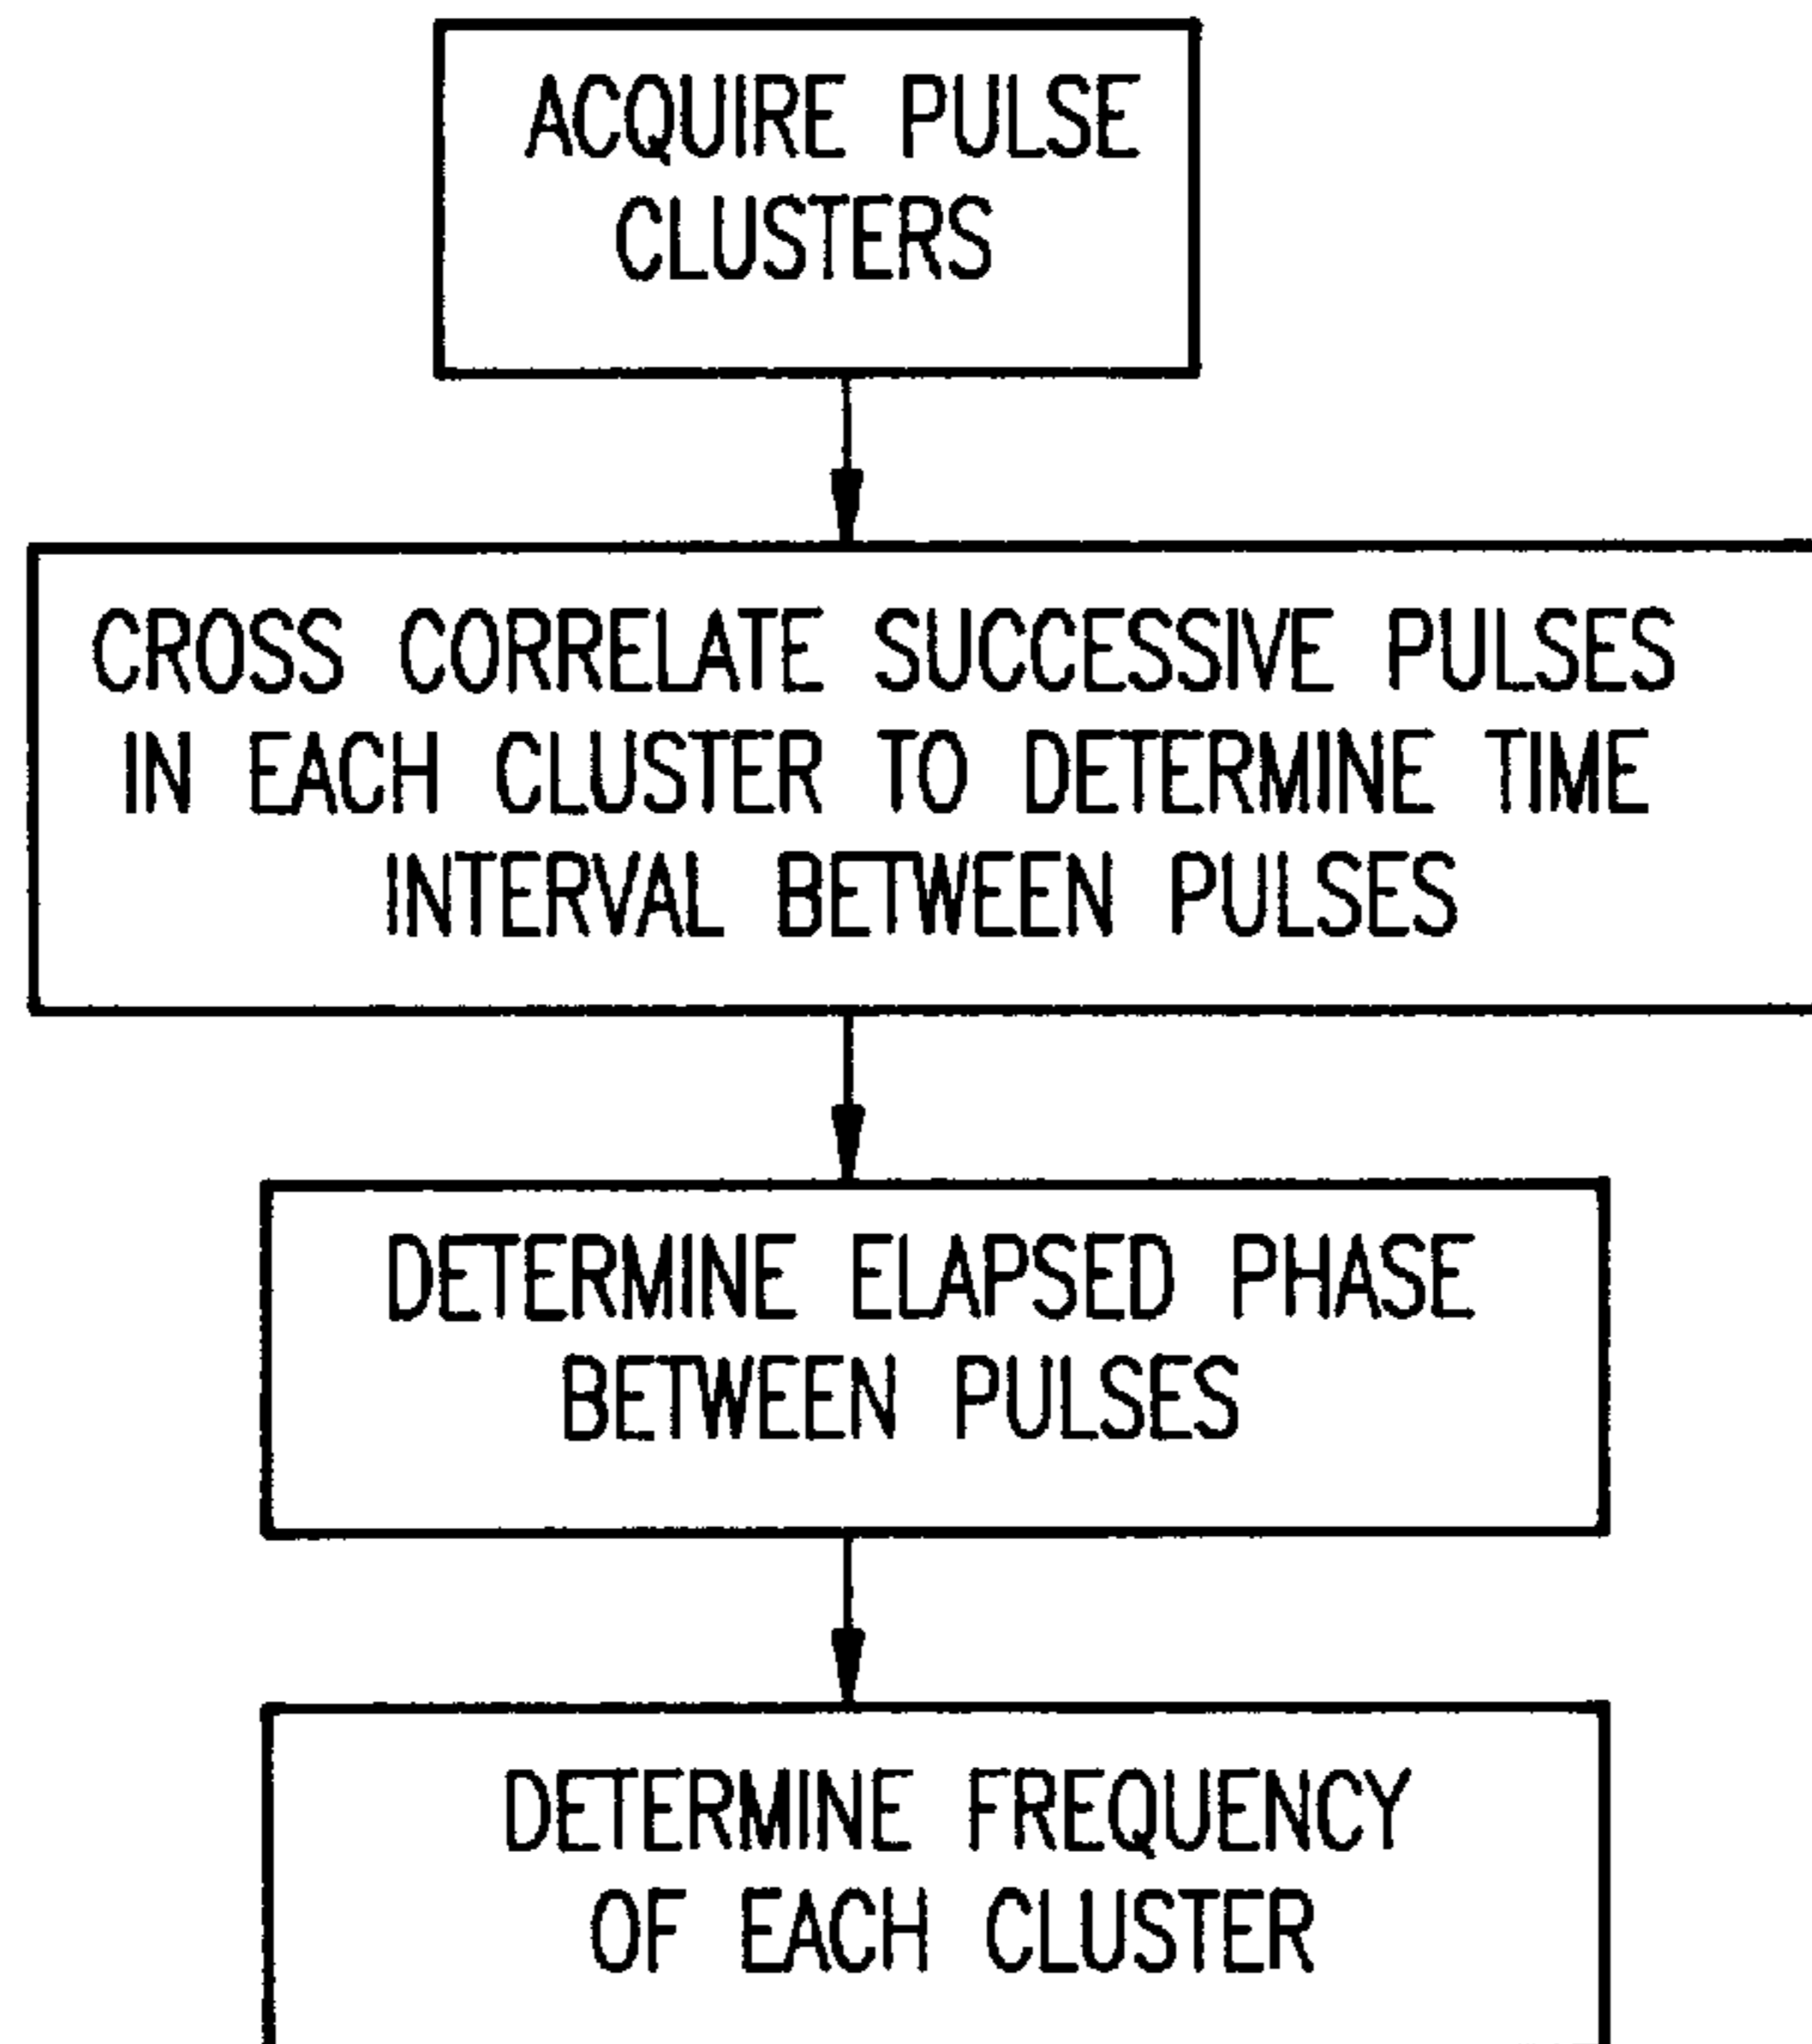 ACQUIRE PULSE
CLUSTERS
CROSS CORRELATE SUCCESSIVE PULSES
IN EACH CLUSTER TO DETERMINE TIME
INTERVAL BETWEEN PULSES
DETERMINE ELAPSED PHASE
BETWEEN PULSES
DETERMINE FREQUENCY
OF EACH CLUSTER